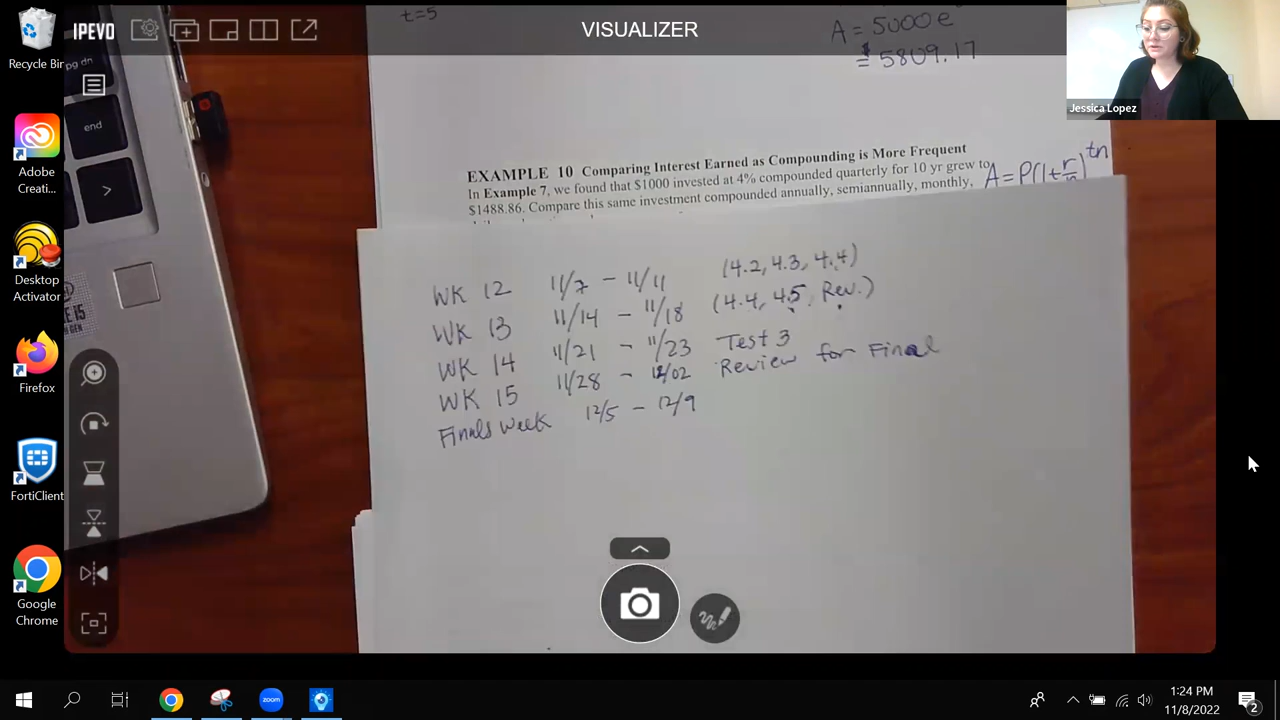 t=5
VISUALIZER
A = 5000 e
= 5809.17
IPEVO
Recycle Bin
pg dn
end
Jessica Lopez
EXAMPLE 10 Comparing Interest Earned as Compounding is More Frequent
In Example 7, we found that $1000 invested at 4% compounded quarterly for 10 yr grew to
$1488.86. Compare this same investment compounded annually, semiannually, monthly,
A = P(1+r/n)^tn
Adobe
Creati...
Desktop
Activator
WK 12 11/7 - 11/11 (4.2, 4.3, 4.4)
WK 13 11/14 - 11/18 (4.4, 4.5, Rev.)
WK 14 11/21 - 11/23 Test 3
WK 15 11/28 - 12/02 Review for Final
Finals Week 12/5 - 12/9
Firefox
FortiClient
Google
Chrome
zoom
1:24 PM
11/8/2022
2